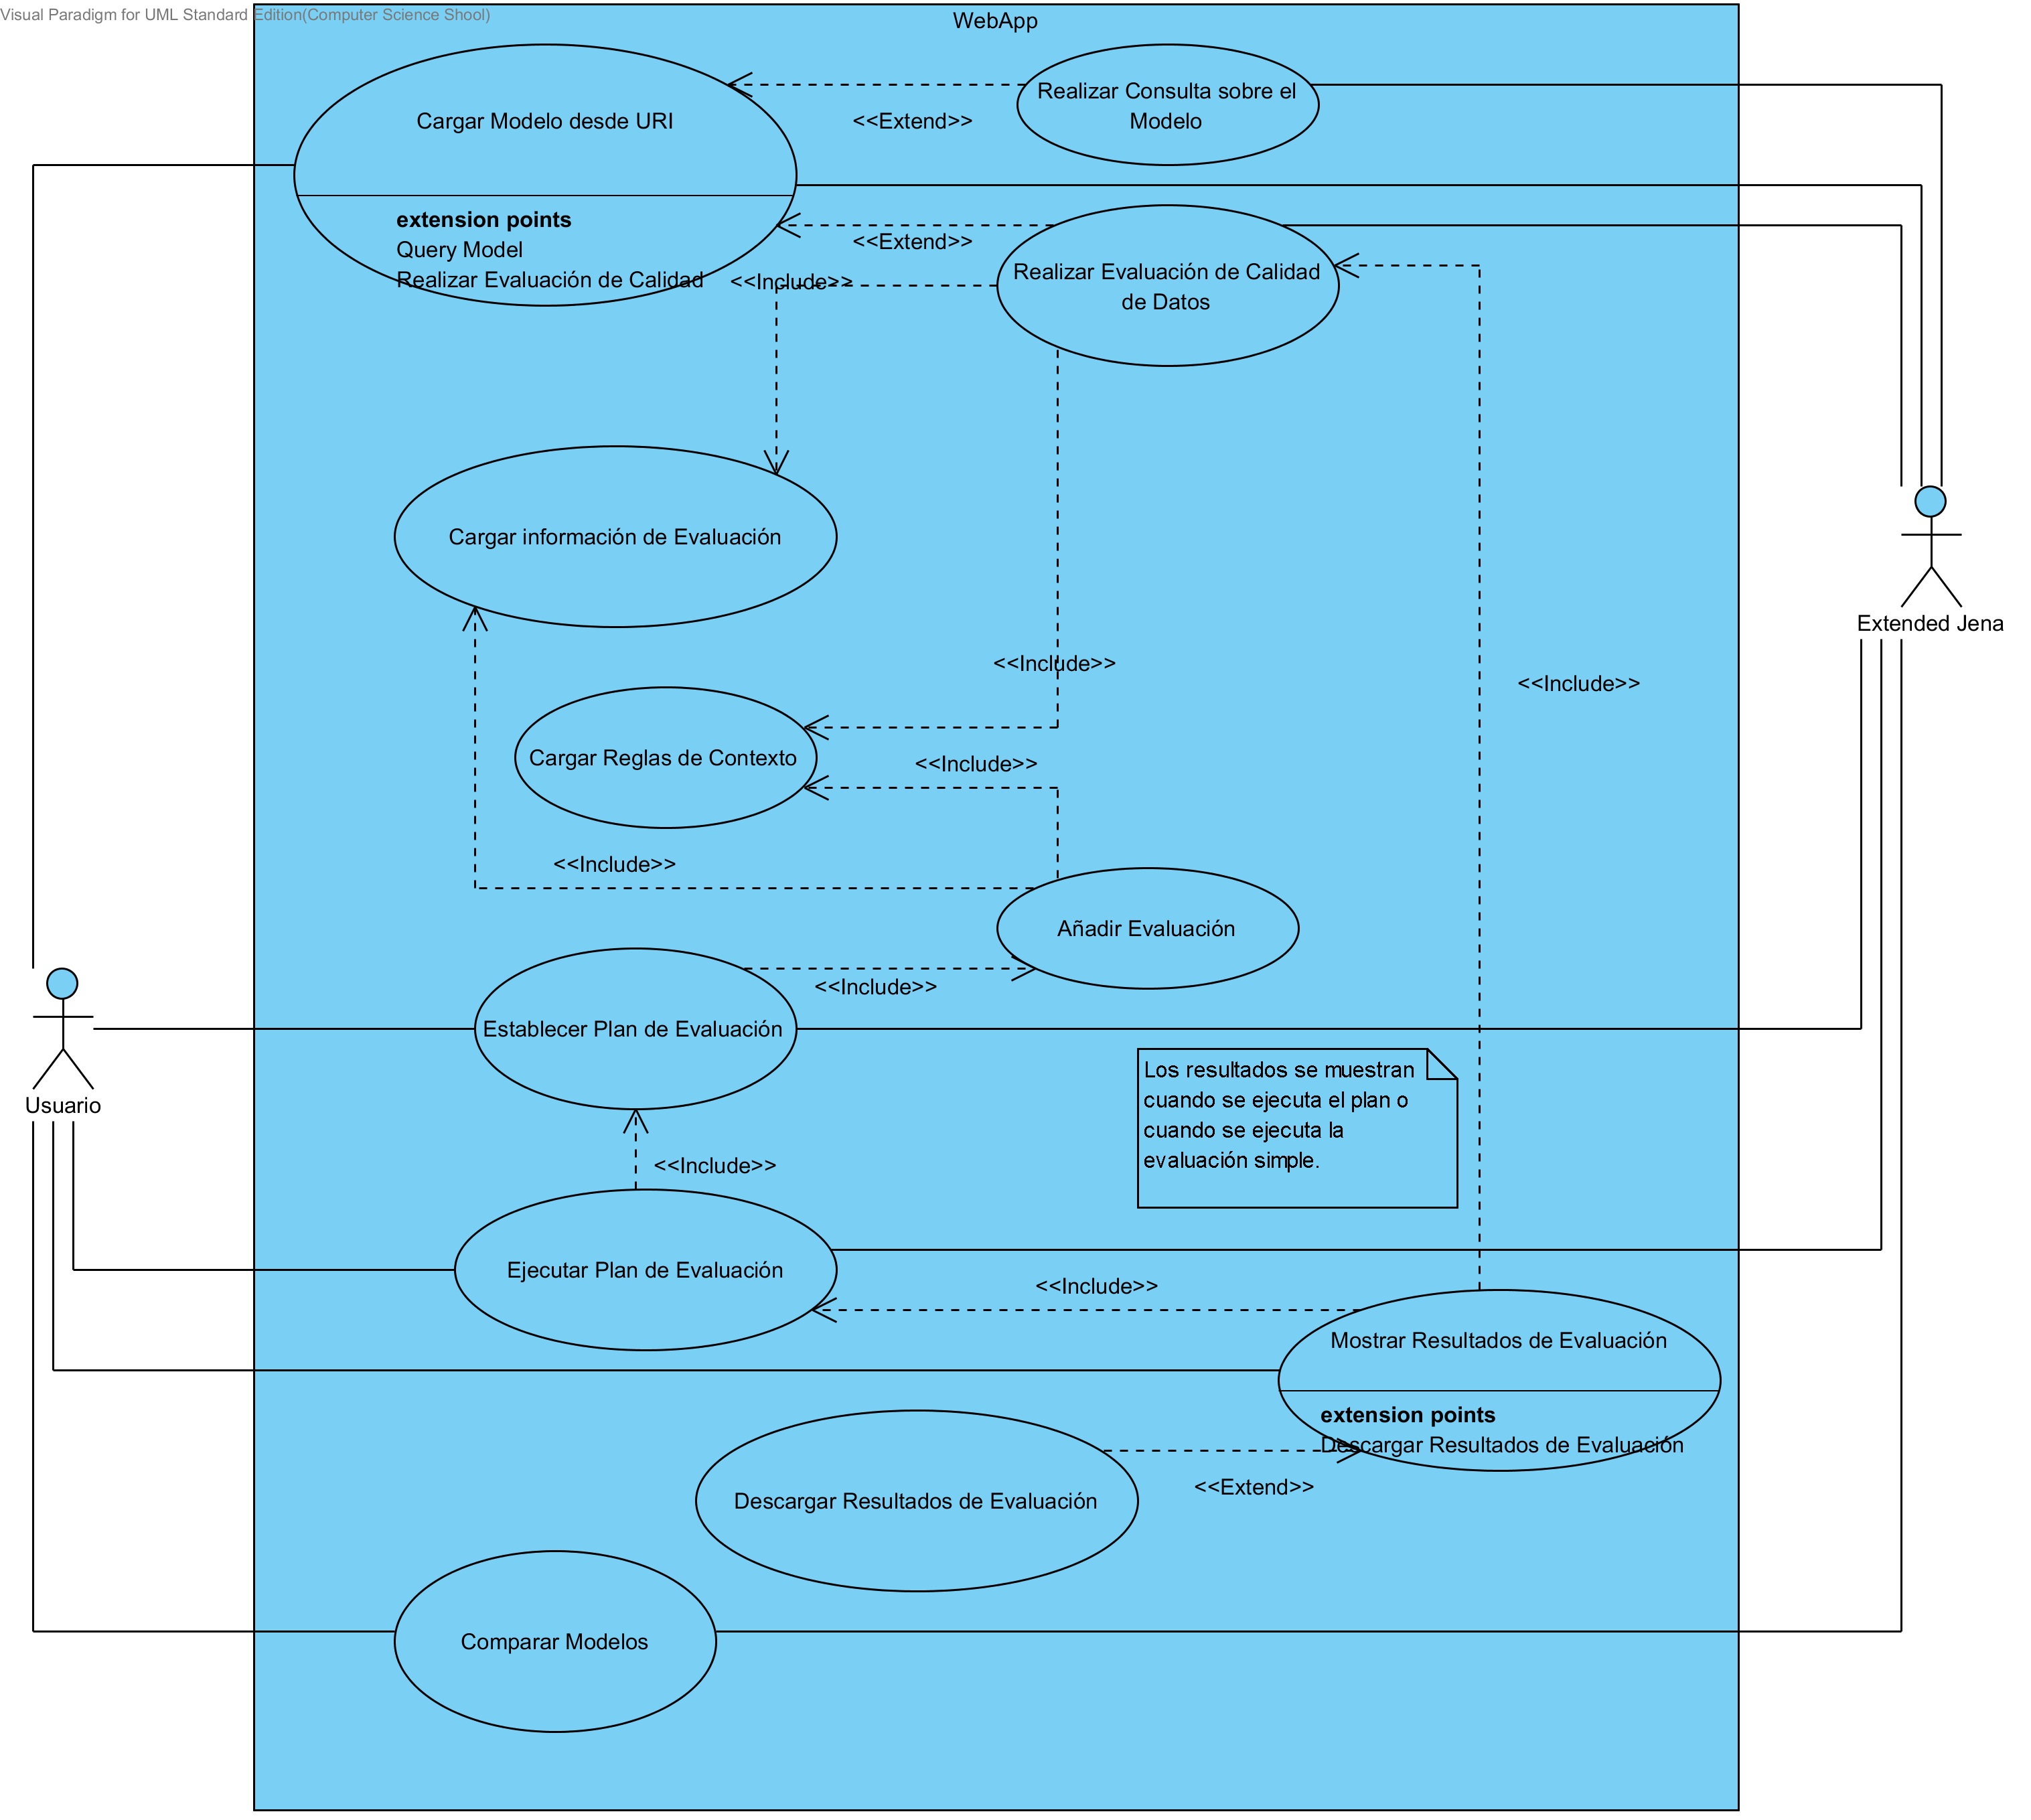 Visual Paradigm for UML Standard Edition(Computer Science Shool)
WebApp
Cargar Modelo desde URI
extension points
Query Model
Realizar Evaluación de Calidad
<<Extend>>
Realizar Consulta sobre el
Modelo
<<Extend>>
<<Include>>
Realizar Evaluación de Calidad
de Datos
Cargar información de Evaluación
Extended Jena
<<Include>>
<<Include>>
Cargar Reglas de Contexto
<<Include>>
<<Include>>
Añadir Evaluación
<<Include>>
Establecer Plan de Evaluación
Usuario
Los resultados se muestran
cuando se ejecuta el plan o
cuando se ejecuta la
evaluación simple.
<<Include>>
Ejecutar Plan de Evaluación
<<Include>>
Mostrar Resultados de Evaluación
extension points
Descargar Resultados de Evaluación
<<Extend>>
Descargar Resultados de Evaluación
Comparar Modelos